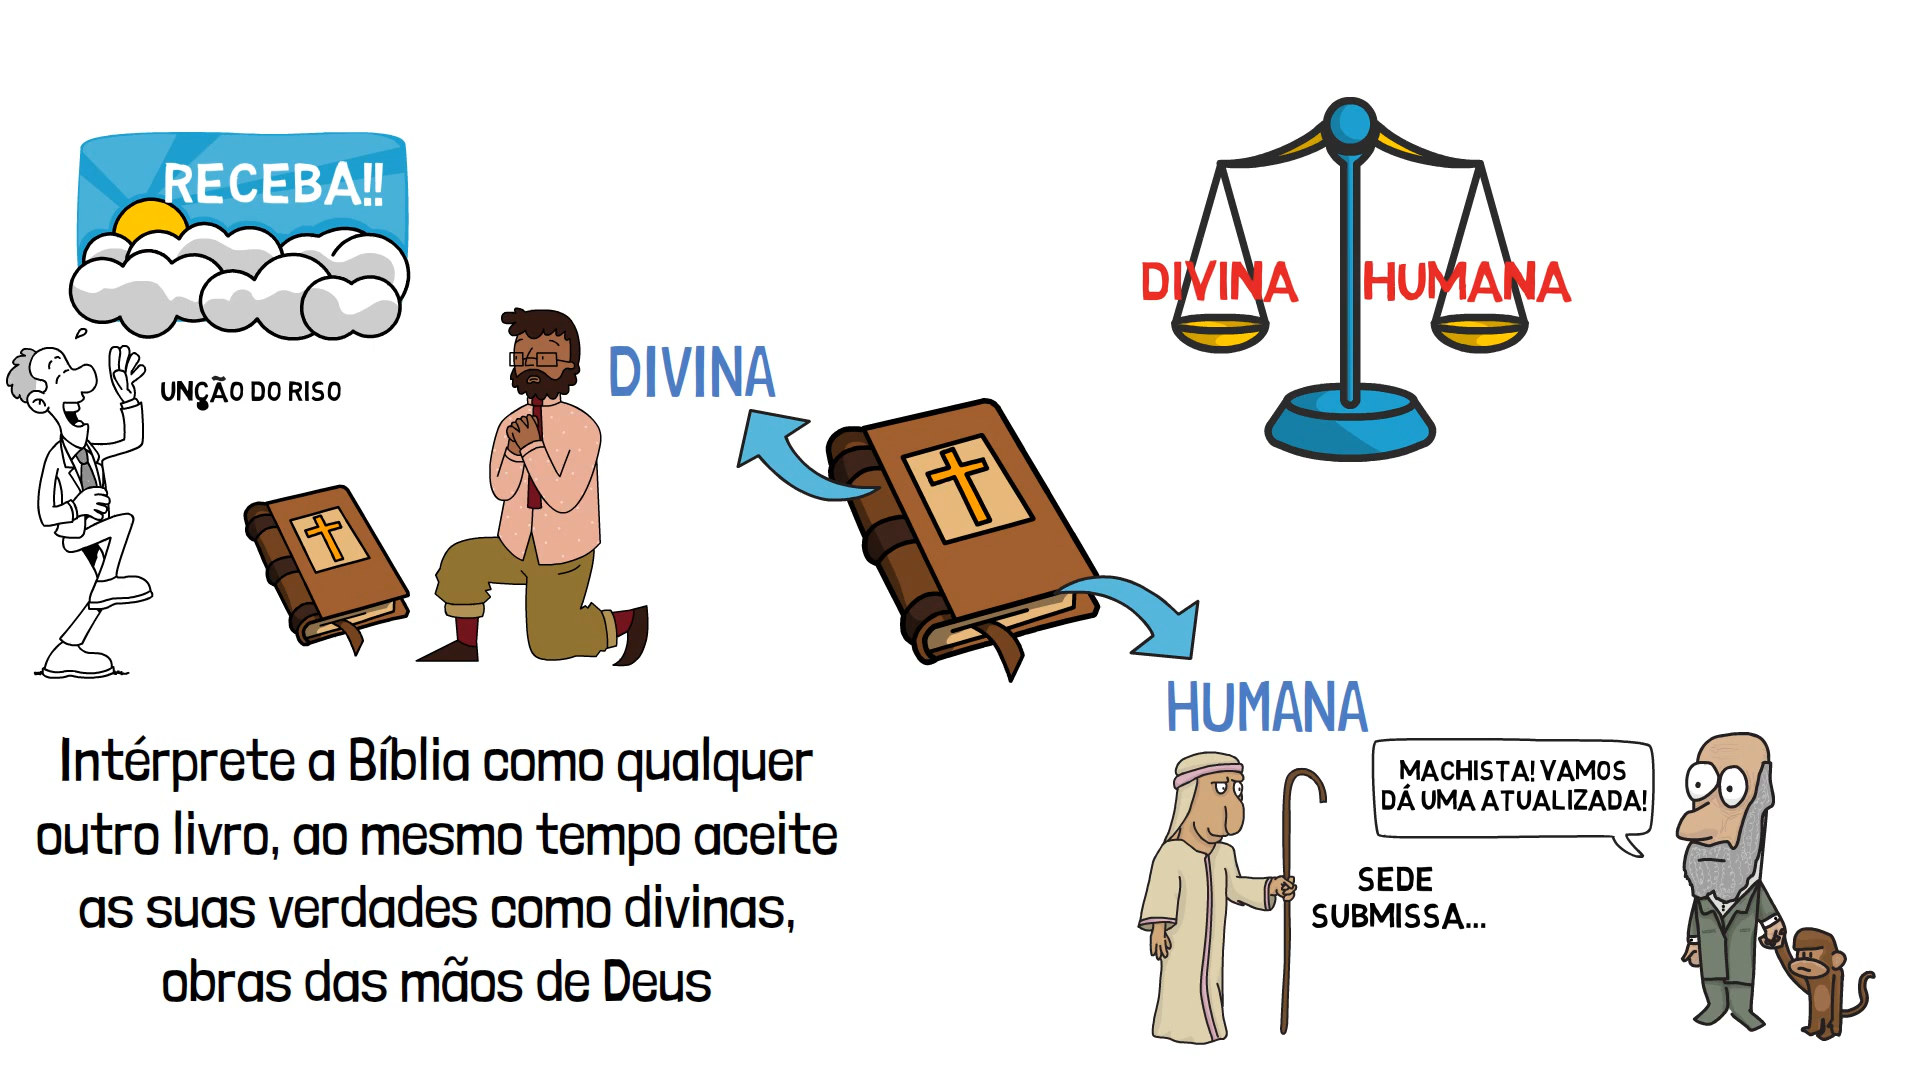 RECEBA!!
UNÇÃO DO RISO
DIVINA
DIVINA
HUMANA
HUMANA
MACHISTA! VAMOS
DÁ UMA ATUALIZADA!
SEDE
SUBMISSA...
Intérprete a Bíblia como qualquer
outro livro, ao mesmo tempo aceite
as suas verdades como divinas,
obras das mãos de Deus